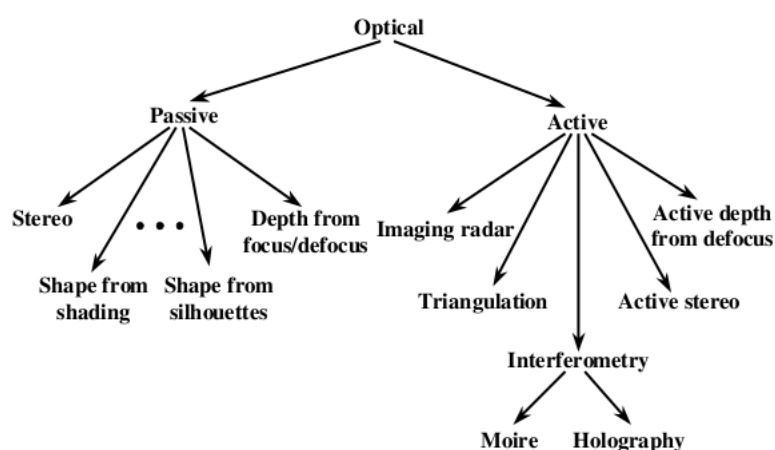 Optical
Passive
Active
Stereo
Depth from
focus/defocus
Shape from
shading
Shape from
silhouettes
Imaging radar
Active depth
from defocus
Triangulation
Active stereo
Interferometry
Moire
Holography